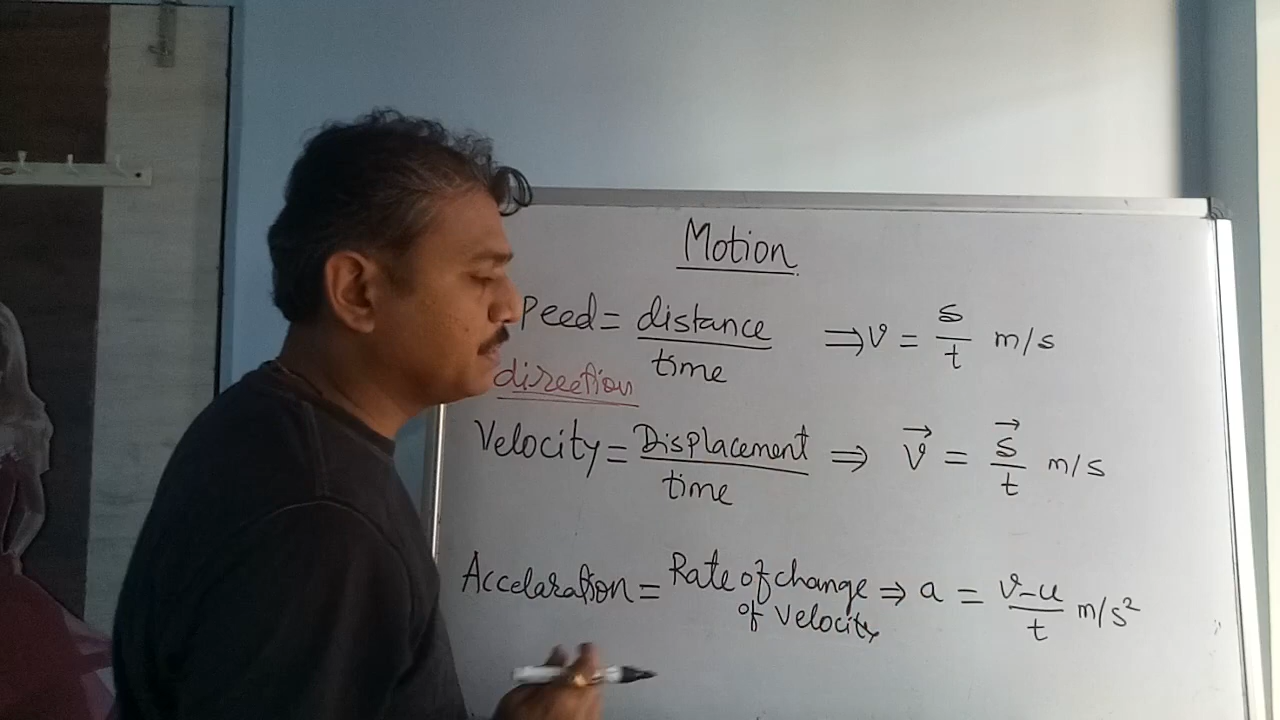 Motion
peed = distance / time ⇒ v = s / t m/s
direction
Velocity = Displacement / time ⇒ v⃗ = s⃗ / t m/s
Accelaration = Rate of change of velocity ⇒ a = v-u / t m/s²